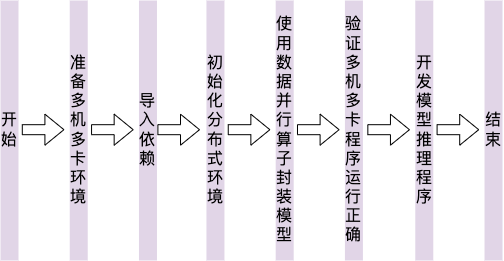 开始
准备多机多卡环境
导入依赖
初始化分布式环境
使用数据并行算子封装模型
验证多机多卡程序运行正确
开发模型推理程序
结束